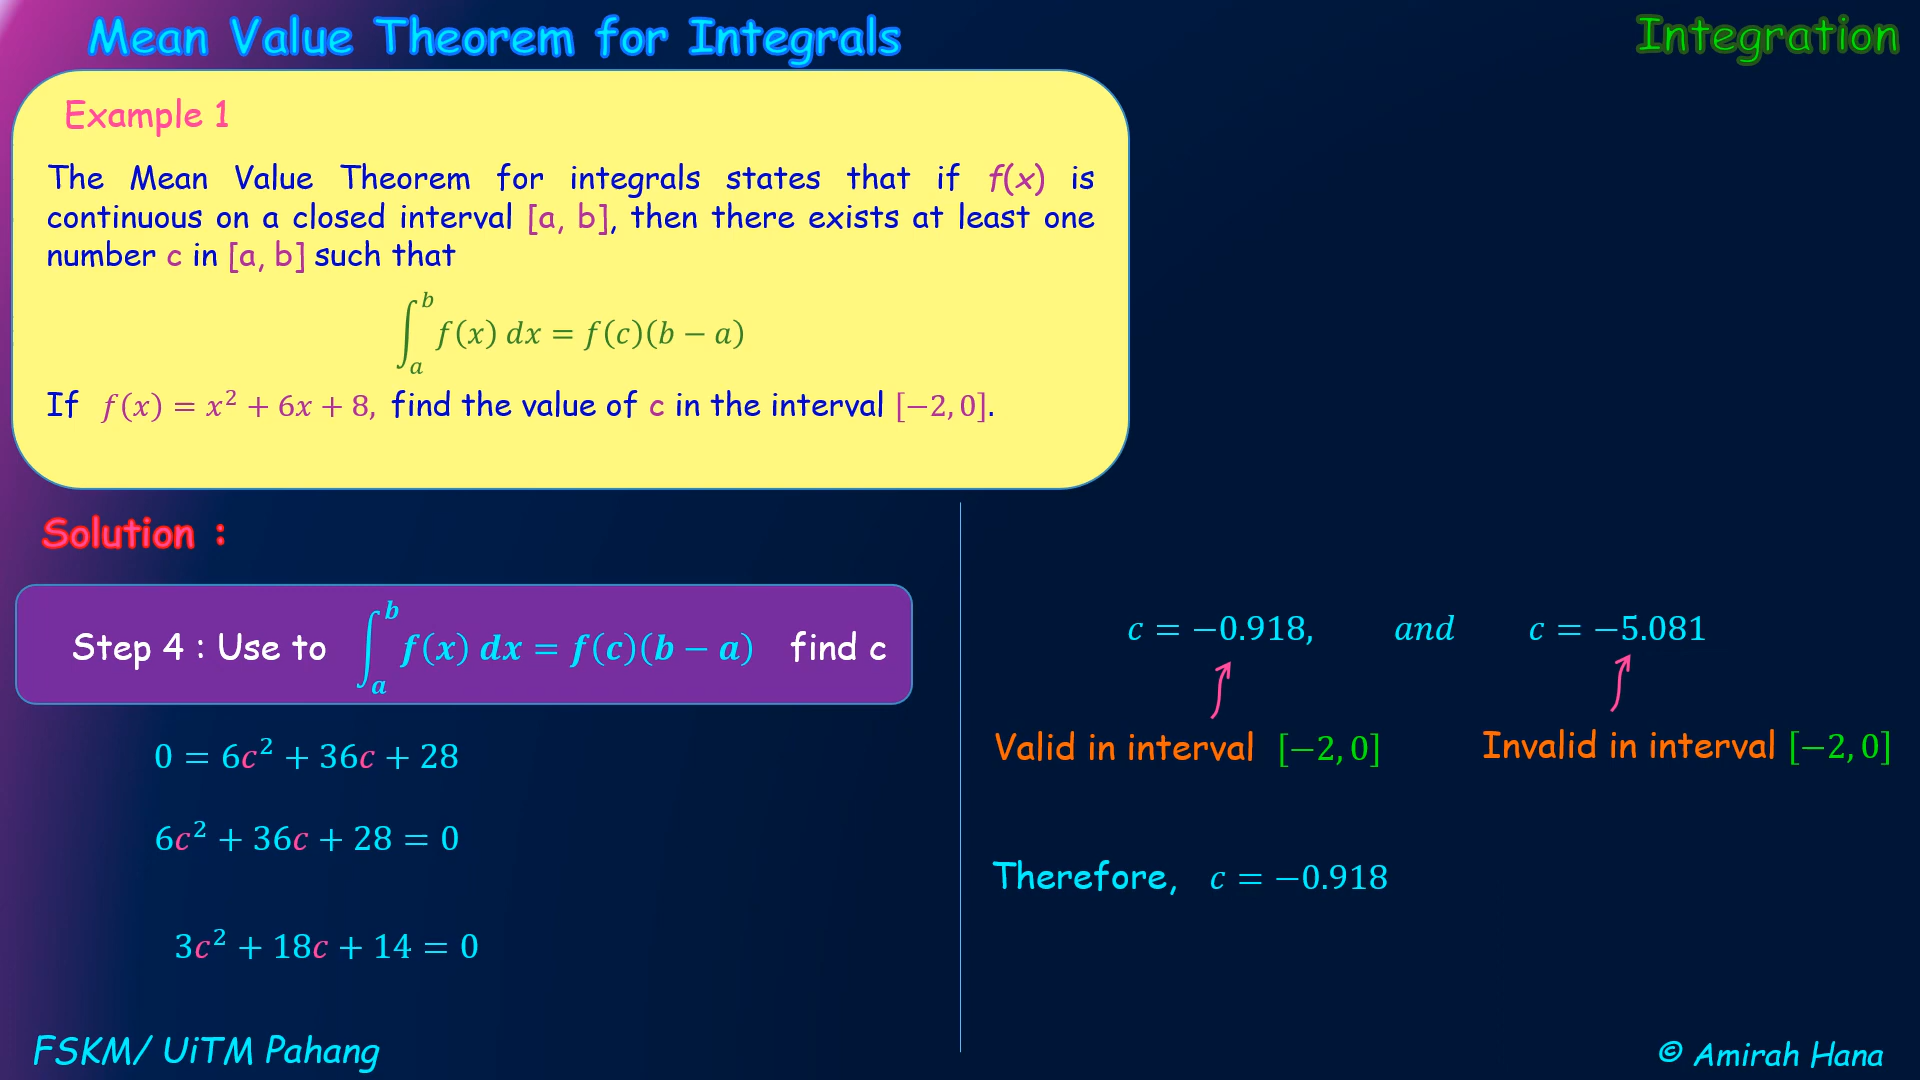 Mean Value Theorem for Integrals
Integration
Example 1
The Mean Value Theorem for integrals states that if f(x) is
continuous on a closed interval [a, b], then there exists at least one
number c in [a, b] such that
∫_a^b f(x) dx = f(c)(b − a)
If f(x) = x² + 6x + 8, find the value of c in the interval [−2, 0].
Solution :
Step 4 : Use to ∫_a^b f(x) dx = f(c)(b − a) find c
0 = 6c² + 36c + 28
6c² + 36c + 28 = 0
3c² + 18c + 14 = 0
c = −0.918, and c = −5.081
Valid in interval [−2, 0]
Invalid in interval [−2, 0]
Therefore, c = −0.918
FSKM/ UiTM Pahang
© Amirah Hana